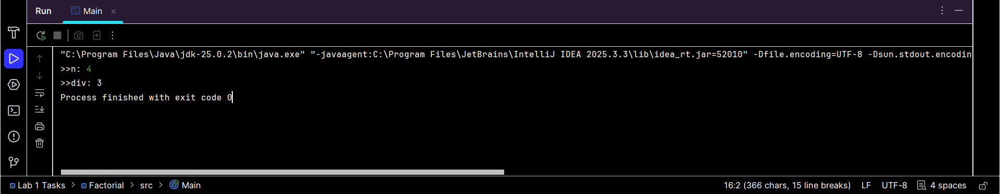 Run Main
"C:\Program Files\Java\jdk-25.0.2\bin\java.exe" "-javaagent:C:\Program Files\JetBrains\IntelliJ IDEA 2025.3.3\lib\idea_rt.jar=52010" -Dfile.encoding=UTF-8 -Dsun.stdout.encodin
>>n: 4
>>div: 3
Process finished with exit code 0
Lab 1 Tasks > Factorial > src > Main 16:2 (366 chars, 15 line breaks) LF UTF-8 4 spaces